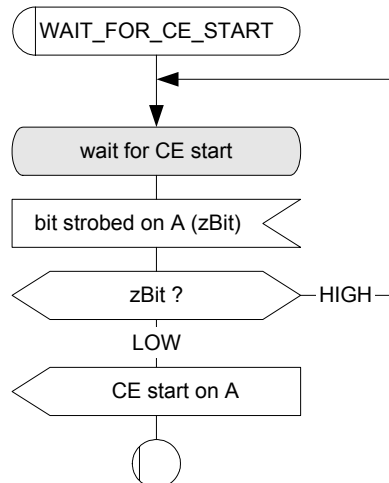 WAIT_FOR_CE_START
wait for CE start
bit strobed on A (zBit)
zBit ?
HIGH
LOW
CE start on A